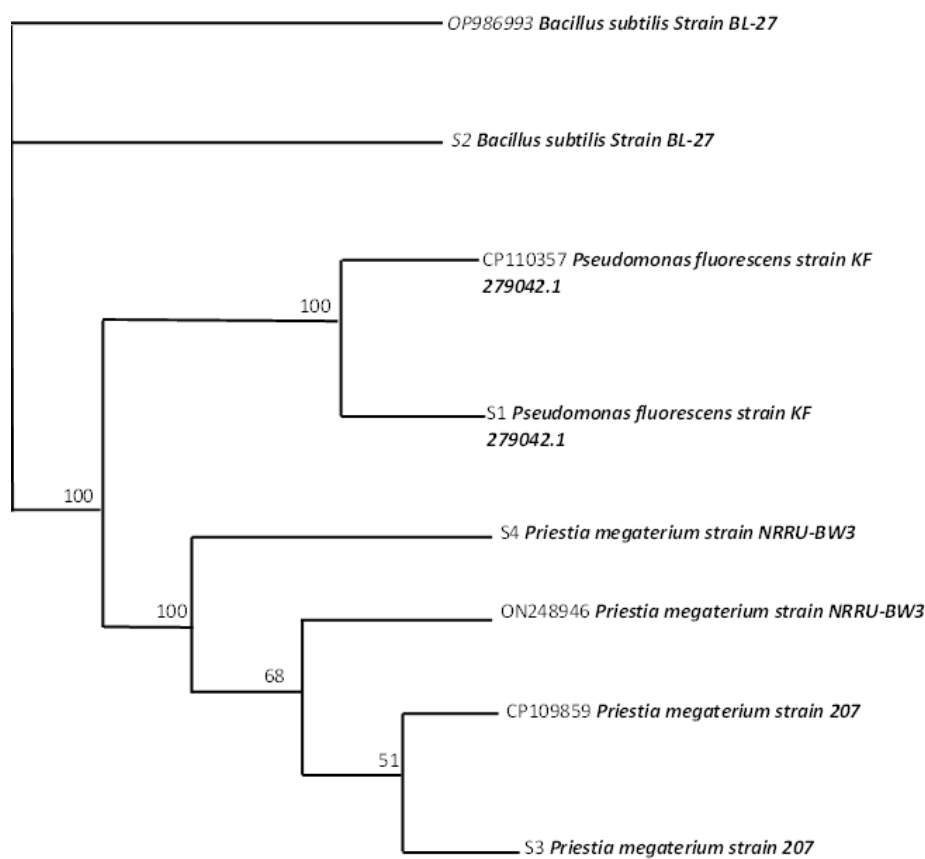 OP986993 Bacillus subtilis Strain BL-27
S2 Bacillus subtilis Strain BL-27
CP110357 Pseudomonas fluorescens strain KF
279042.1
100
S1 Pseudomonas fluorescens strain KF
279042.1
100
S4 Priestia megaterium strain NRRU-BW3
100
ON248946 Priestia megaterium strain NRRU-BW3
68
CP109859 Priestia megaterium strain 207
51
S3 Priestia megaterium strain 207